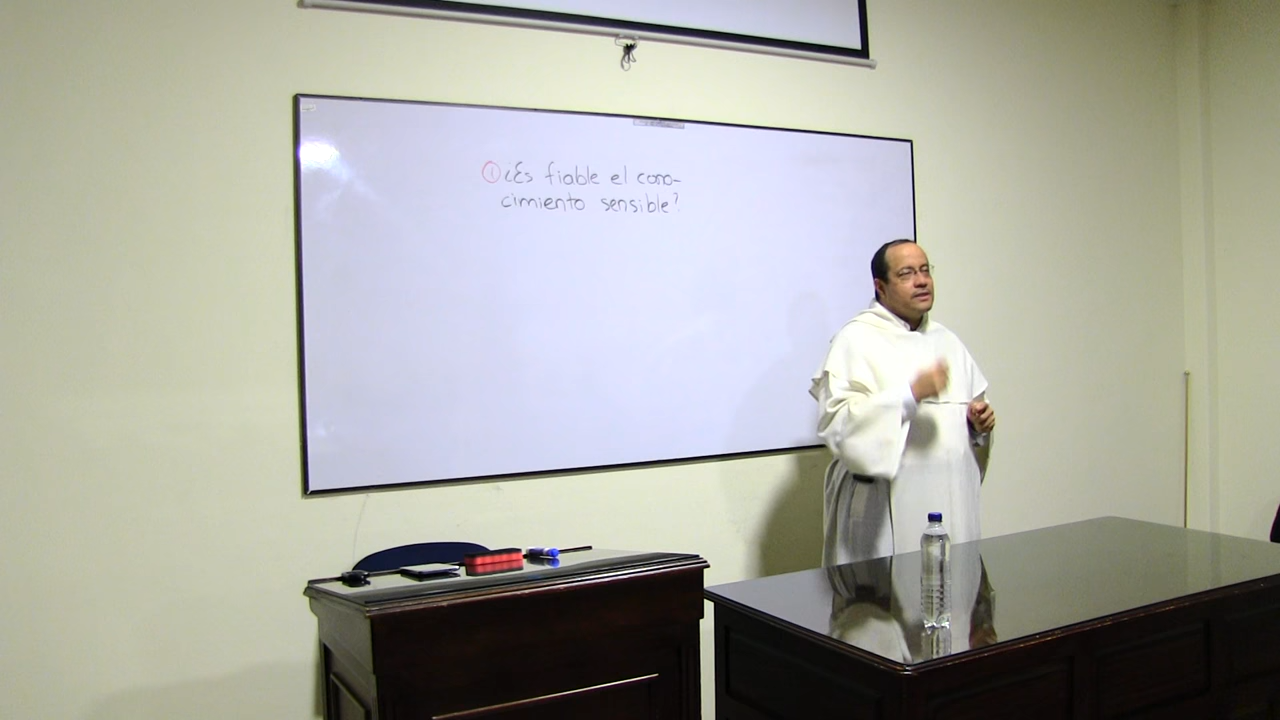 ① ¿Es fiable el cono-
cimiento sensible?